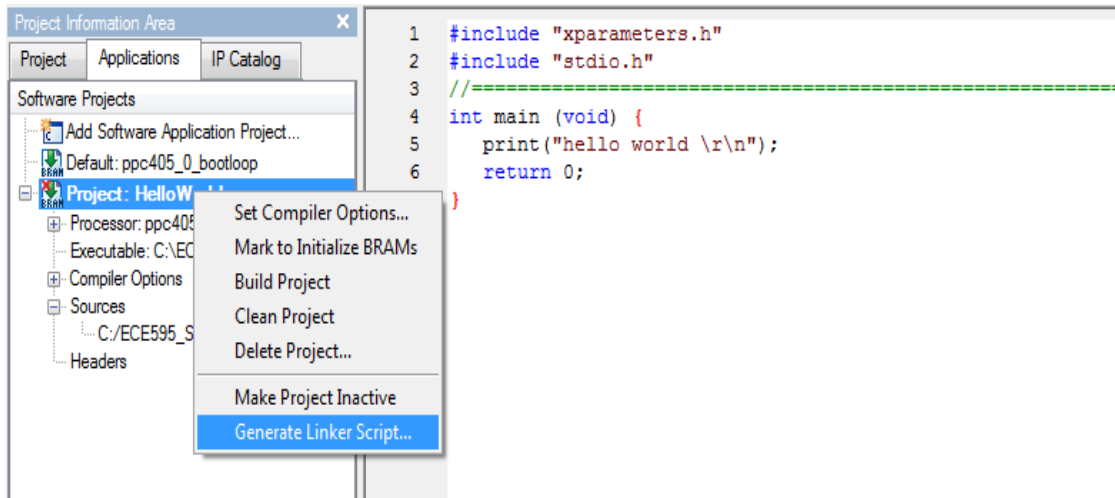 Project Information Area
Project Applications IP Catalog
Software Projects
Add Software Application Project...
BRAM Default: ppc405_0_bootloop
BRAM Project: HelloW
Processor: ppc405
Executable: C:\EC
Compiler Options
Sources
C:/ECE595_S
Headers
Set Compiler Options...
Mark to Initialize BRAMs
Build Project
Clean Project
Delete Project...
Make Project Inactive
Generate Linker Script...
1 #include "xparameters.h"
2 #include "stdio.h"
3 //=======================================================
4 int main (void) {
5 print("hello world \r\n");
6 return 0;
}